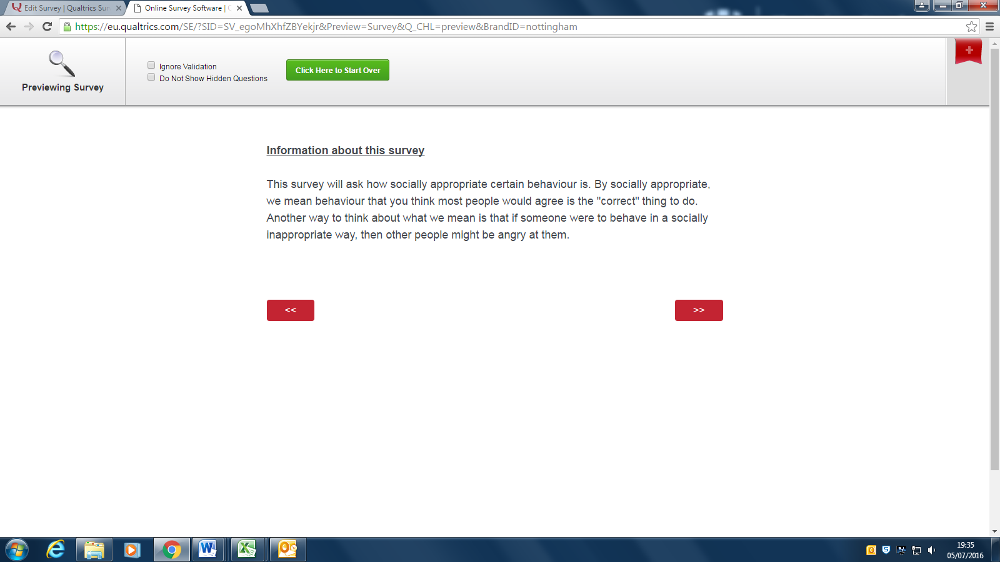 Edit Survey | Qualtrics Sur
Online Survey Software |
https://eu.qualtrics.com/SE/?SID=SV_egoMhXhfZBYekjr&Preview=Survey&Q_CHL=preview&BrandID=nottingham
Previewing Survey
Ignore Validation
Do Not Show Hidden Questions
Click Here to Start Over
Information about this survey
This survey will ask how socially appropriate certain behaviour is. By socially appropriate,
we mean behaviour that you think most people would agree is the "correct" thing to do.
Another way to think about what we mean is that if someone were to behave in a socially
inappropriate way, then other people might be angry at them.
<<
>>
19:35
05/07/2016